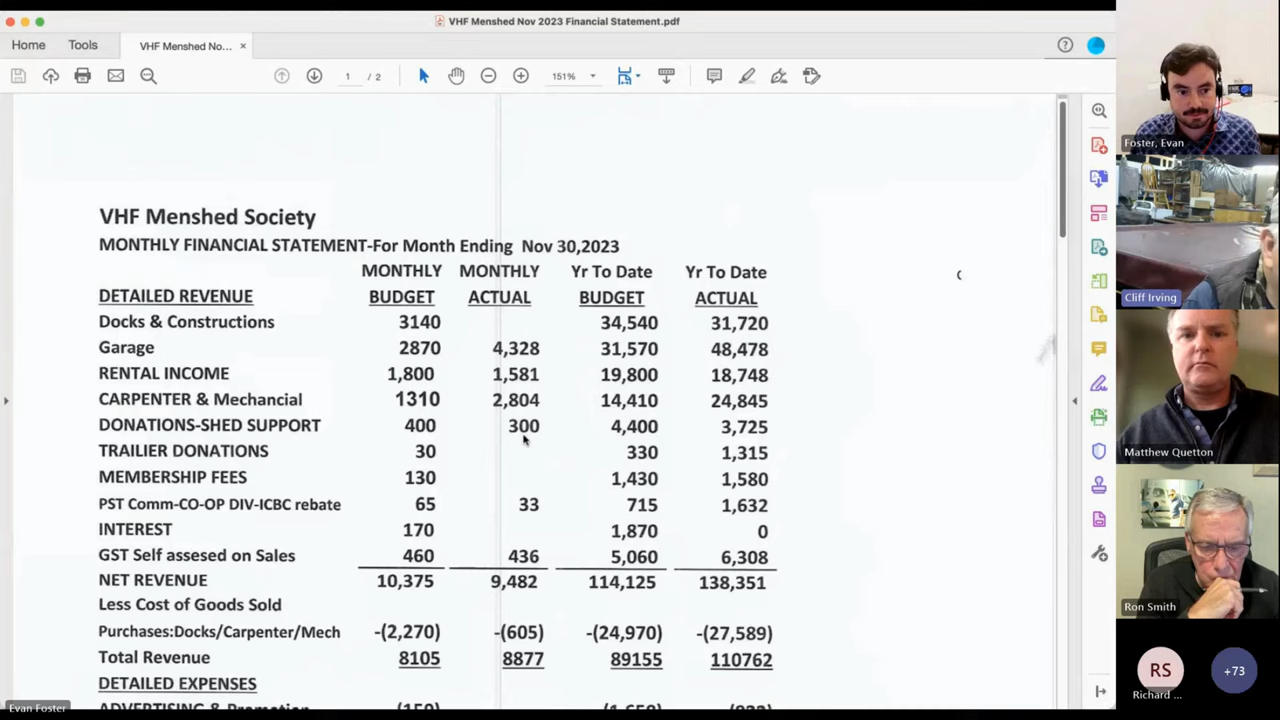 VHF Menshed Nov 2023 Financial Statement.pdf
Home Tools VHF Menshed No... ×
1 / 2 151%
VHF Menshed Society
MONTHLY FINANCIAL STATEMENT-For Month Ending Nov 30,2023
MONTHLY MONTHLY Yr To Date Yr To Date
DETAILED REVENUE BUDGET ACTUAL BUDGET ACTUAL
Docks & Constructions 3140 34,540 31,720
Garage 2870 4,328 31,570 48,478
RENTAL INCOME 1,800 1,581 19,800 18,748
CARPENTER & Mechancial 1310 2,804 14,410 24,845
DONATIONS-SHED SUPPORT 400 300 4,400 3,725
TRAILIER DONATIONS 30 330 1,315
MEMBERSHIP FEES 130 1,430 1,580
PST Comm-CO-OP DIV-ICBC rebate 65 33 715 1,632
INTEREST 170 1,870 0
GST Self assesed on Sales 460 436 5,060 6,308
NET REVENUE 10,375 9,482 114,125 138,351
Less Cost of Goods Sold
Purchases:Docks/Carpenter/Mech -(2,270) -(605) -(24,970) -(27,589)
Total Revenue 8105 8877 89155 110762
DETAILED EXPENSES
ADVERTISING & Promotion
Evan Foster
Foster, Evan
Cliff Irving
Matthew Quetton
Ron Smith
RS
Richard ...
+73